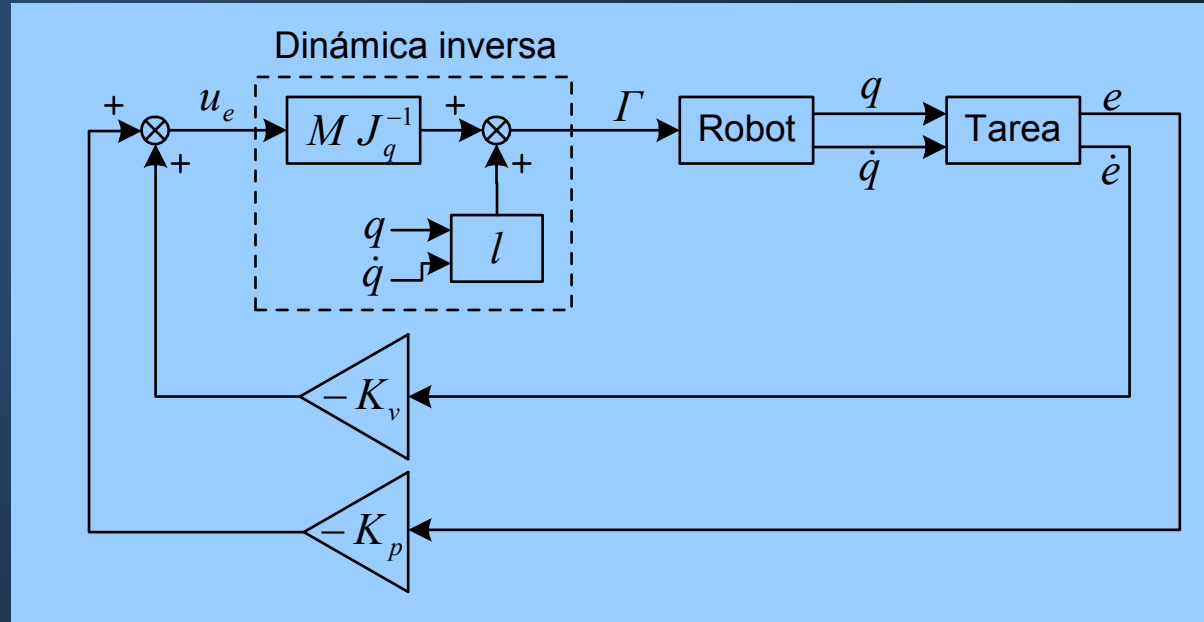 Dinámica inversa
+
u_e
M J_q^{-1}
+
Γ
Robot
q
q̇
Tarea
e
ė
+
+
q
q̇
l
− K_v
− K_p